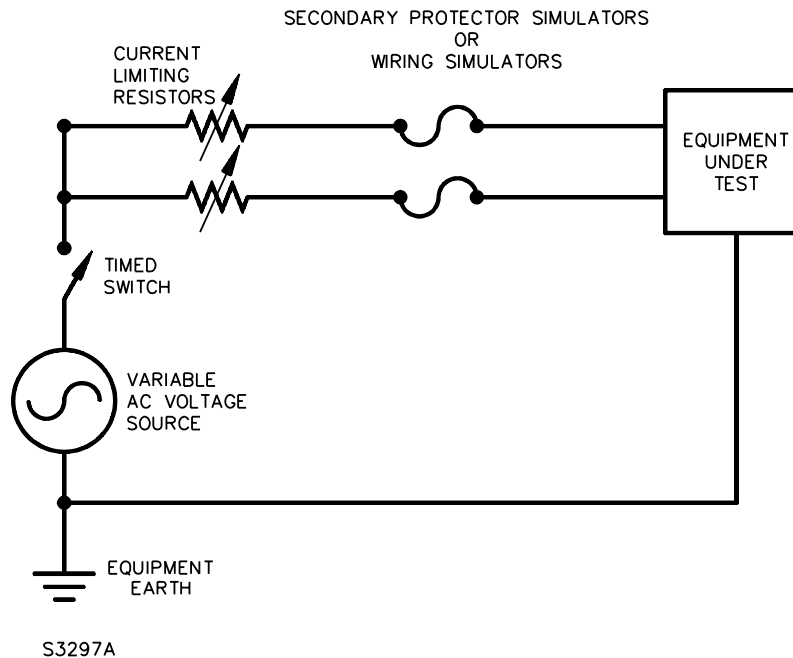 SECONDARY PROTECTOR SIMULATORS
OR
WIRING SIMULATORS
CURRENT
LIMITING
RESISTORS
EQUIPMENT
UNDER
TEST
TIMED
SWITCH
VARIABLE
AC VOLTAGE
SOURCE
EQUIPMENT
EARTH
S3297A